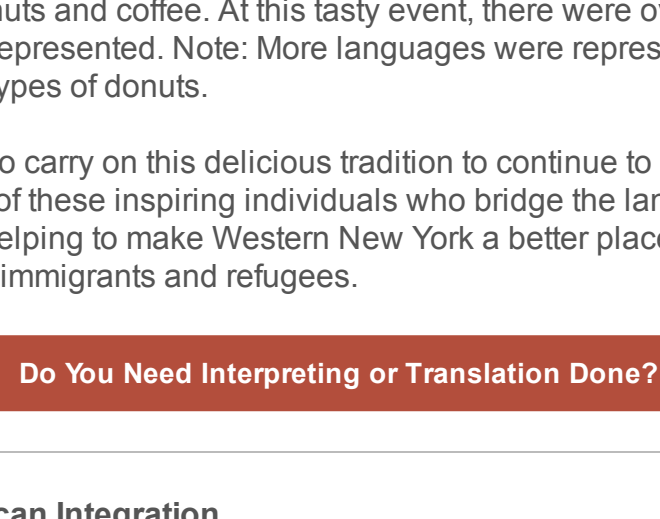 nuts and coffee. At this tasty event, there were o
epresented. Note: More languages were repres
ypes of donuts.
o carry on this delicious tradition to continue to
of these inspiring individuals who bridge the lan
elping to make Western New York a better place
immigrants and refugees.
Do You Need Interpreting or Translation Done?
can Integration